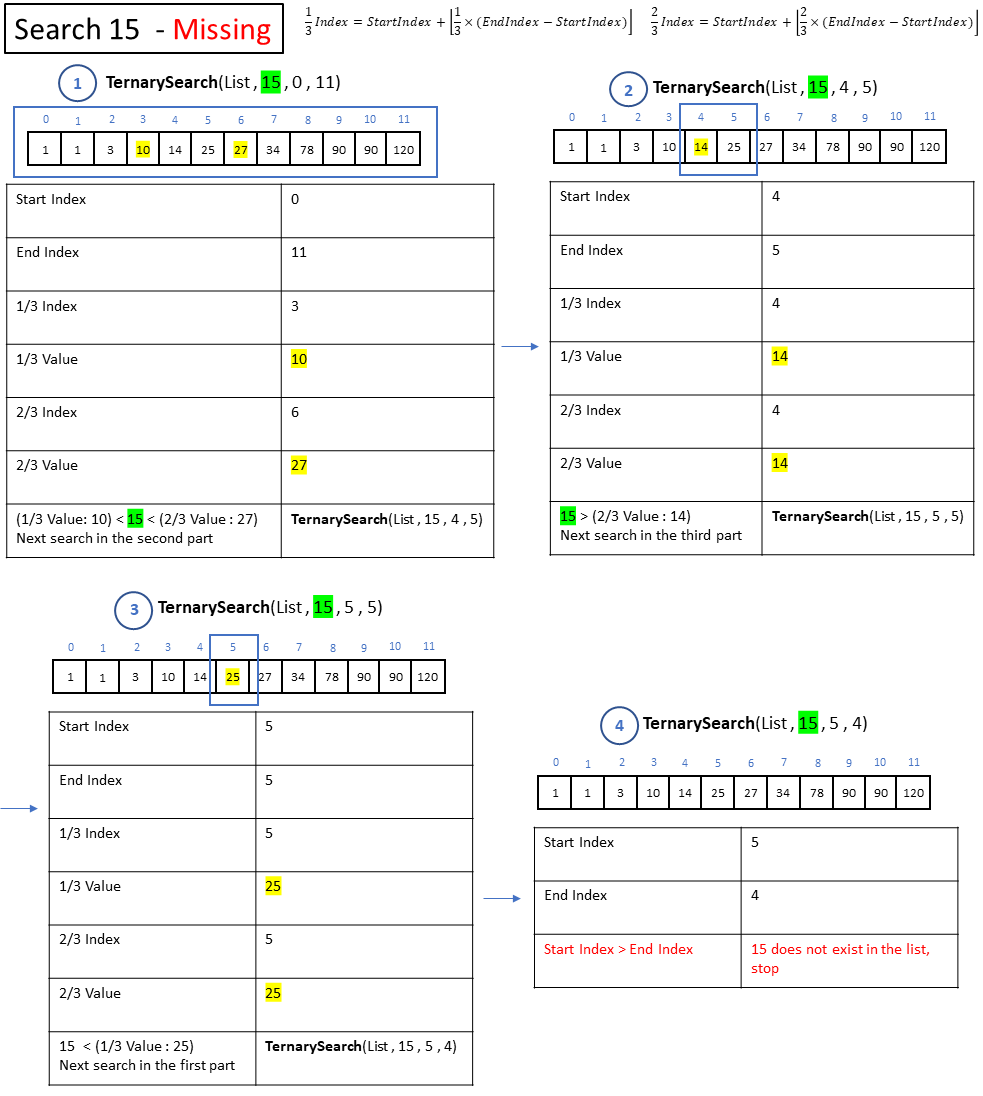 Search 15 - Missing
1/3 Index = StartIndex + ⌊1/3 × (EndIndex − StartIndex)⌋ 2/3 Index = StartIndex + ⌊2/3 × (EndIndex − StartIndex)⌋
1 TernarySearch(List , 15 , 0 , 11)
0 1 2 3 4 5 6 7 8 9 10 11
1 1 3 10 14 25 27 34 78 90 90 120
Start Index 0
End Index 11
1/3 Index 3
1/3 Value 10
2/3 Index 6
2/3 Value 27
(1/3 Value: 10) < 15 < (2/3 Value : 27) TernarySearch(List , 15 , 4 , 5)
Next search in the second part
2 TernarySearch(List , 15 , 4 , 5)
0 1 2 3 4 5 6 7 8 9 10 11
1 1 3 10 14 25 27 34 78 90 90 120
Start Index 4
End Index 5
1/3 Index 4
1/3 Value 14
2/3 Index 4
2/3 Value 14
15 > (2/3 Value : 14) TernarySearch(List , 15 , 5 , 5)
Next search in the third part
3 TernarySearch(List , 15 , 5 , 5)
0 1 2 3 4 5 6 7 8 9 10 11
1 1 3 10 14 25 27 34 78 90 90 120
Start Index 5
End Index 5
1/3 Index 5
1/3 Value 25
2/3 Index 5
2/3 Value 25
15 < (1/3 Value : 25) TernarySearch(List , 15 , 5 , 4)
Next search in the first part
4 TernarySearch(List , 15 , 5 , 4)
0 1 2 3 4 5 6 7 8 9 10 11
1 1 3 10 14 25 27 34 78 90 90 120
Start Index 5
End Index 4
Start Index > End Index 15 does not exist in the list,
stop